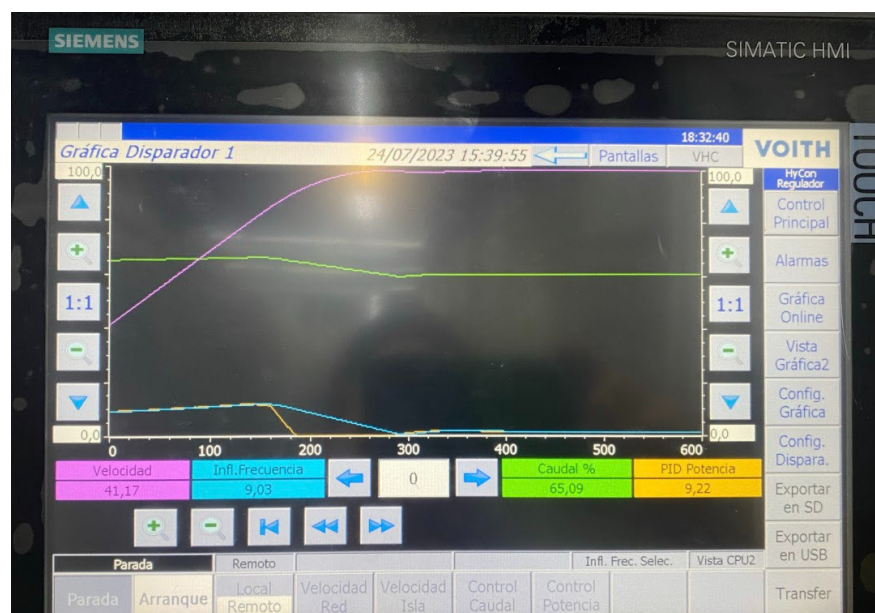 SIEMENS
SIMATIC HMI
TOUCH
18:32:40
Gráfica Disparador 1
24/07/2023 15:39:55
Pantallas
VHC
VOITH
100,0
100,0
HyCon
Regulador
Control
Principal
Alarmas
1:1
1:1
Gráfica
Online
Vista
Gráfica2
Config.
Gráfica
0,0
0,0
Config.
Dispara.
0 100 200 300 400 500 600
Velocidad
Infl.Frecuencia
0
Caudal %
PID Potencia
41,17
9,03
65,09
9,22
Exportar
en SD
Exportar
en USB
Parada
Remoto
Infl. Frec. Selec.
Vista CPU2
Parada
Arranque
Local
Remoto
Velocidad
Red
Velocidad
Isla
Control
Caudal
Control
Potencia
Transfer